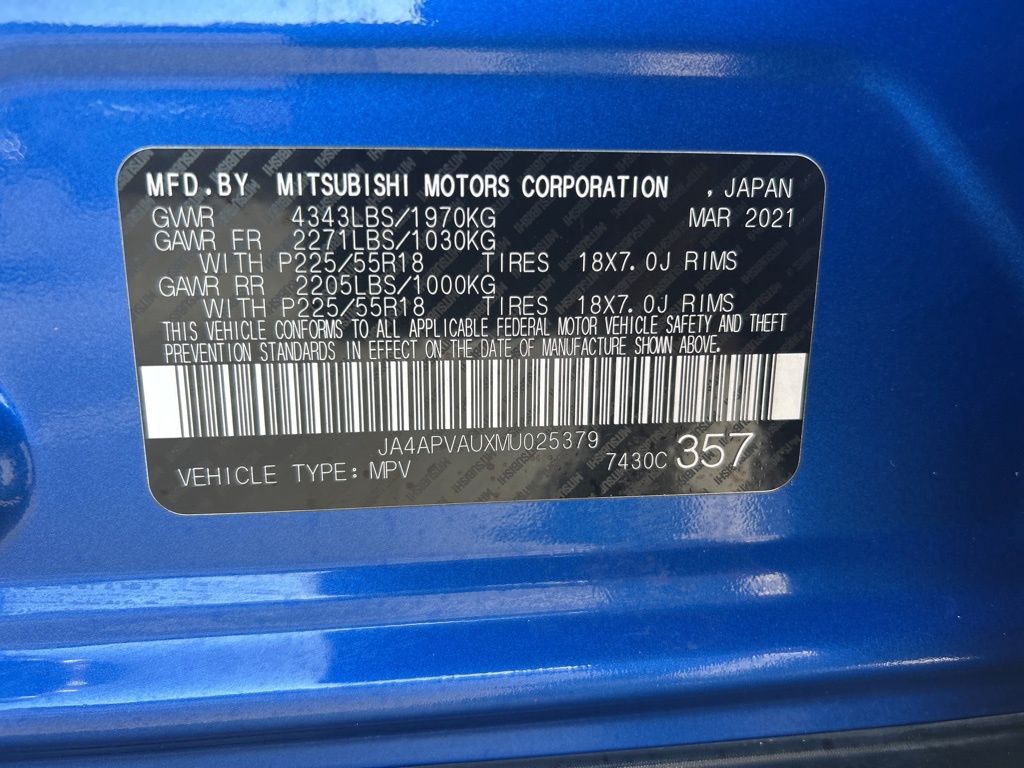 MFD.BY MITSUBISHI MOTORS CORPORATION , JAPAN
GVWR 4343LBS/1970KG MAR 2021
GAWR FR 2271LBS/1030KG
WITH P225/55R18 TIRES 18X7.0J RIMS
GAWR RR 2205LBS/1000KG
WITH P225/55R18 TIRES 18X7.0J RIMS
THIS VEHICLE CONFORMS TO ALL APPLICABLE FEDERAL MOTOR VEHICLE SAFETY AND THEFT
PREVENTION STANDARDS IN EFFECT ON THE DATE OF MANUFACTURE SHOWN ABOVE.
JA4APVAUXMU025379
VEHICLE TYPE: MPV 7430C 357